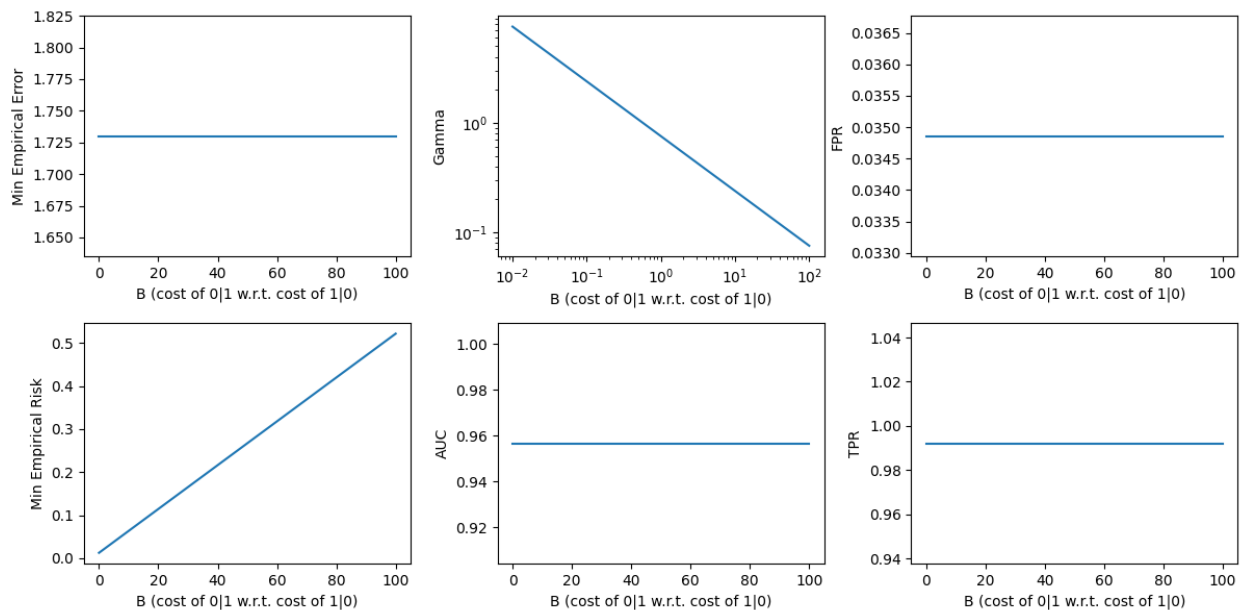 Min Empirical Error
1.825
1.800
1.775
1.750
1.725
1.700
1.675
1.650
0 20 40 60 80 100
B (cost of 0|1 w.r.t. cost of 1|0)
Gamma
10⁰
10⁻¹
10⁻² 10⁻¹ 10⁰ 10¹ 10²
B (cost of 0|1 w.r.t. cost of 1|0)
FPR
0.0365
0.0360
0.0355
0.0350
0.0345
0.0340
0.0335
0.0330
0 20 40 60 80 100
B (cost of 0|1 w.r.t. cost of 1|0)
Min Empirical Risk
0.5
0.4
0.3
0.2
0.1
0.0
0 20 40 60 80 100
B (cost of 0|1 w.r.t. cost of 1|0)
AUC
1.00
0.98
0.96
0.94
0.92
0 20 40 60 80 100
B (cost of 0|1 w.r.t. cost of 1|0)
TPR
1.04
1.02
1.00
0.98
0.96
0.94
0 20 40 60 80 100
B (cost of 0|1 w.r.t. cost of 1|0)